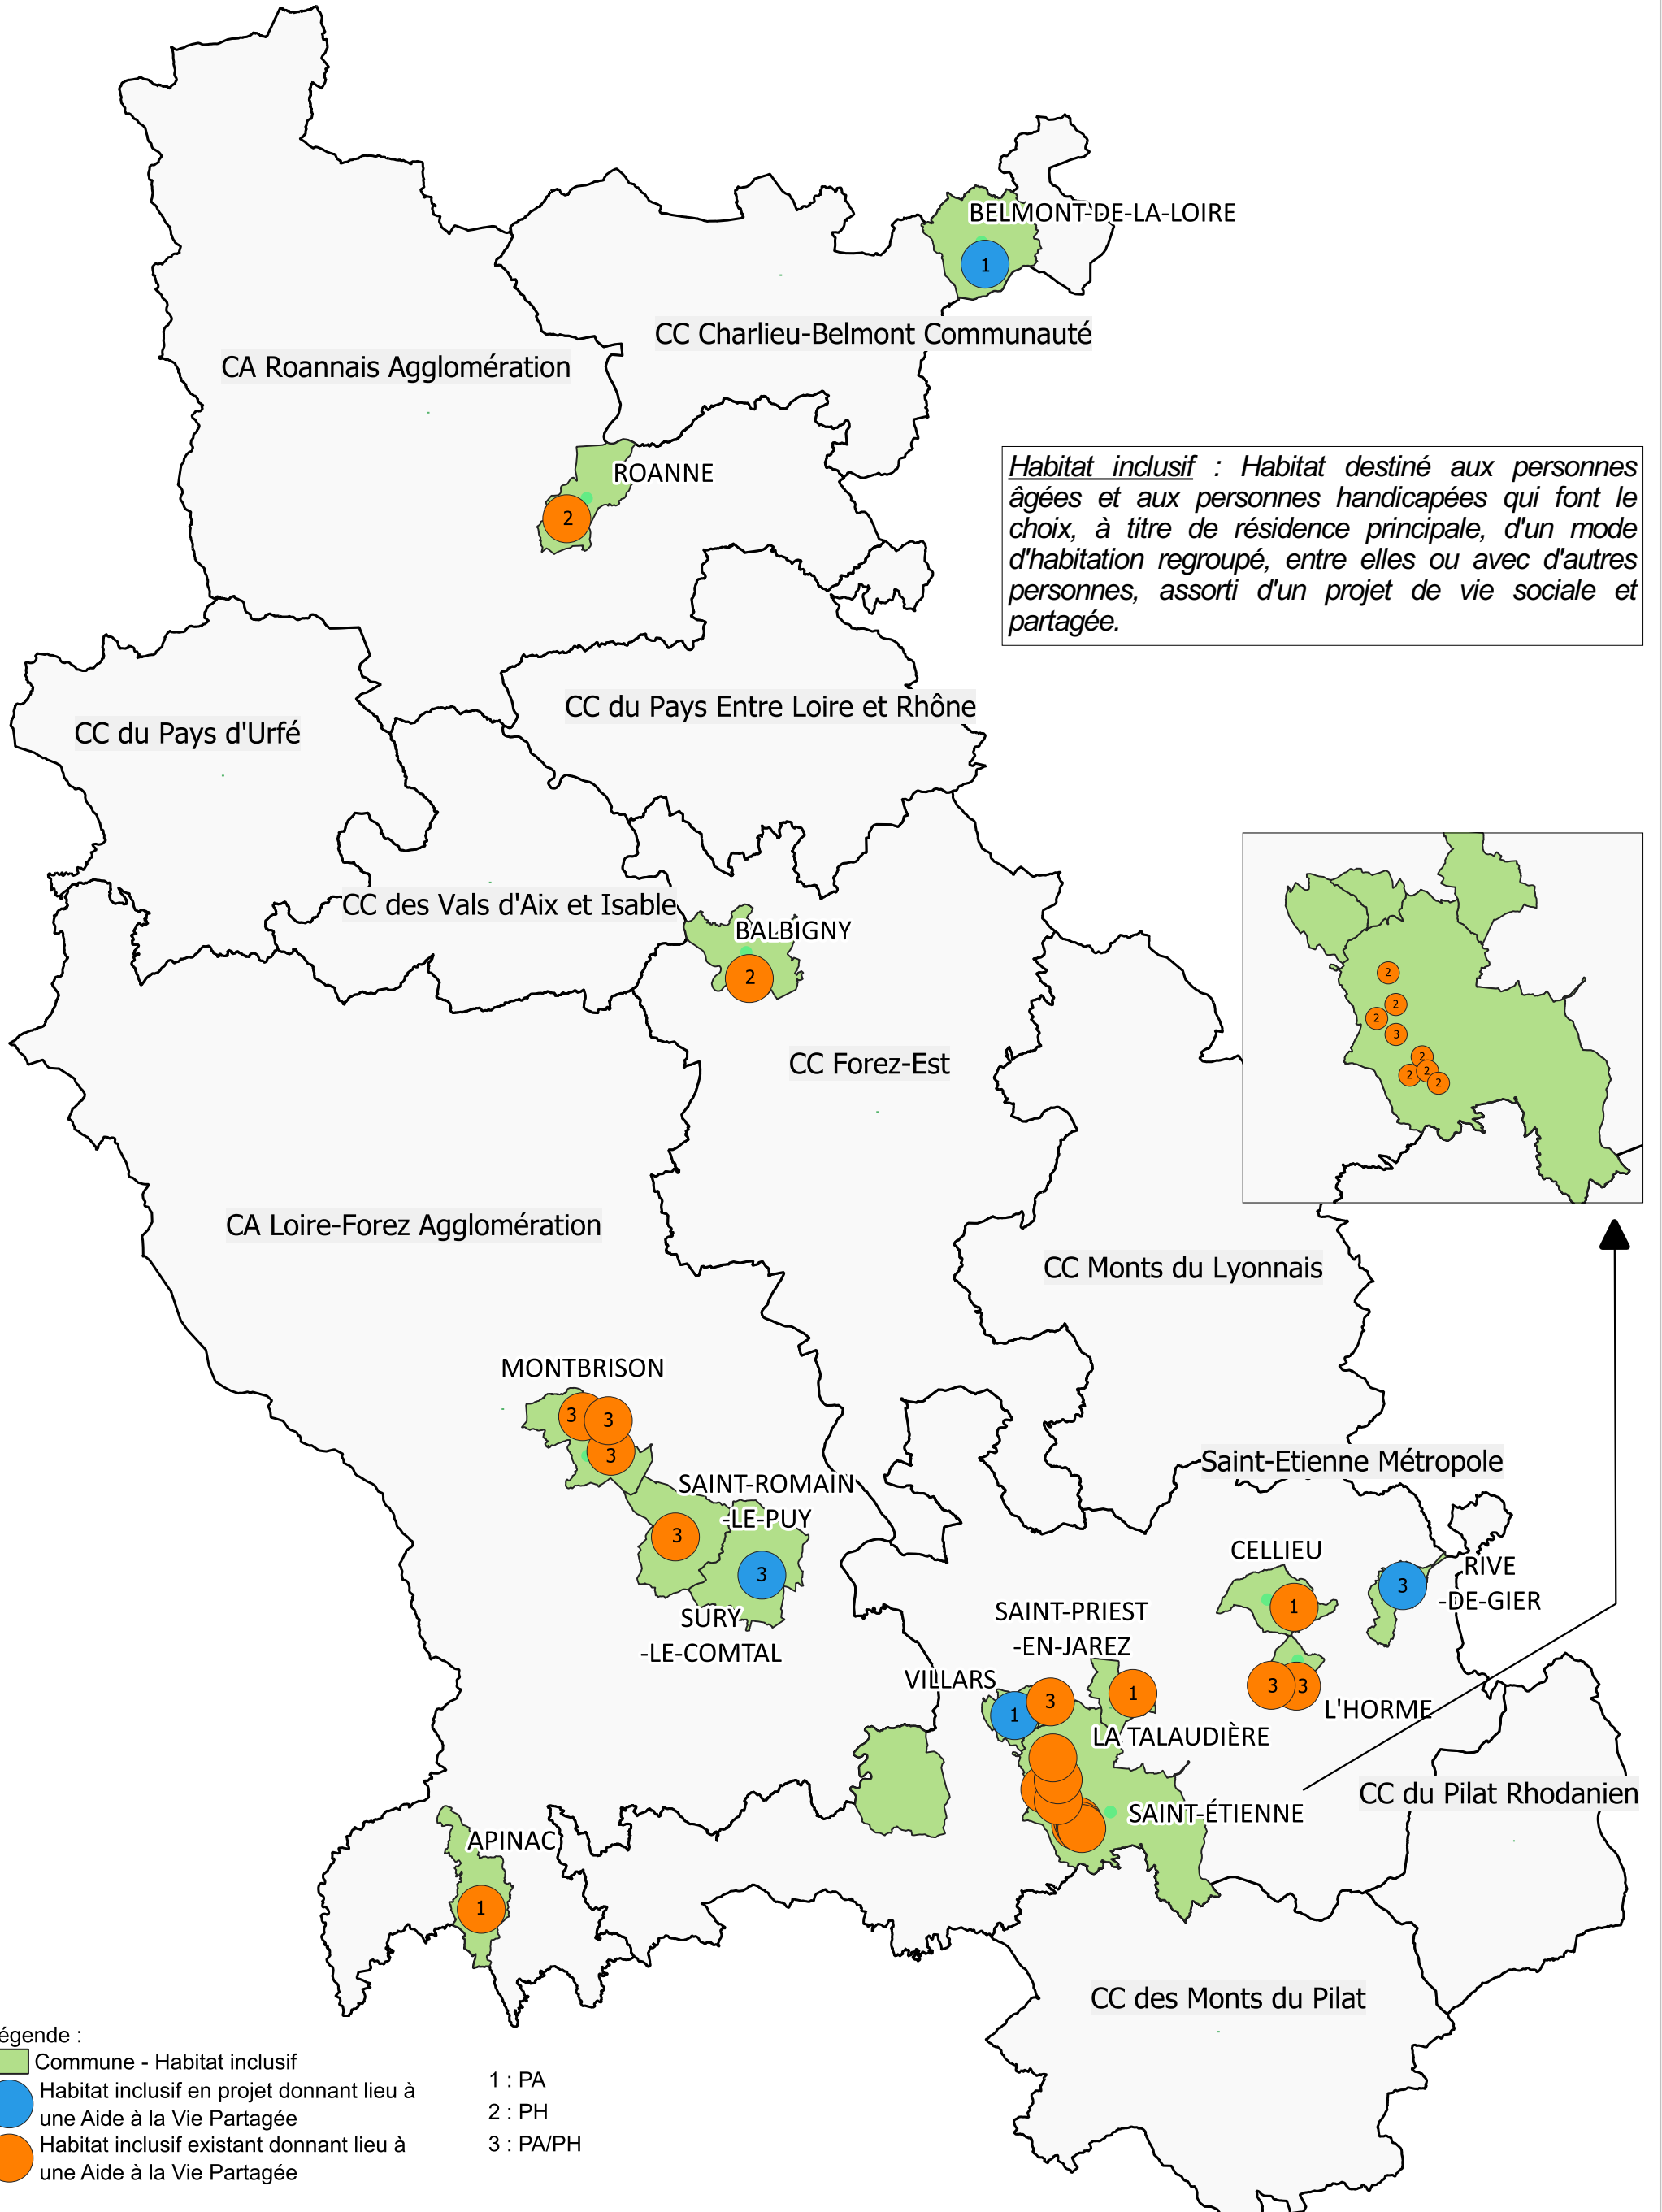 BELMONT-DE-LA-LOIRE
1
CC Charlieu-Belmont Communauté
CA Roannais Agglomération
ROANNE
2
Habitat inclusif : Habitat destiné aux personnes
âgées et aux personnes handicapées qui font le
choix, à titre de résidence principale, d'un mode
d'habitation regroupé, entre elles ou avec d'autres
personnes, assorti d'un projet de vie sociale et
partagée.
CC du Pays Entre Loire et Rhône
CC du Pays d'Urfé
CC des Vals d'Aix et Isable
BALBIGNY
2
2
2
2
3
2
2
2
2
CC Forez-Est
CA Loire-Forez Agglomération
CC Monts du Lyonnais
MONTBRISON
3
3
3
Saint-Etienne Métropole
SAINT-ROMAIN
-LE-PUY
3
3
SURY
-LE-COMTAL
CELLIEU
1
RIVE
-DE-GIER
3
SAINT-PRIEST
-EN-JAREZ
VILLARS
1
3
1
3
3
L'HORME
LA TALAUDIÈRE
CC du Pilat Rhodanien
SAINT-ÉTIENNE
APINAC
1
CC des Monts du Pilat
égende :
Commune - Habitat inclusif
Habitat inclusif en projet donnant lieu à
une Aide à la Vie Partagée
Habitat inclusif existant donnant lieu à
une Aide à la Vie Partagée
1 : PA
2 : PH
3 : PA/PH